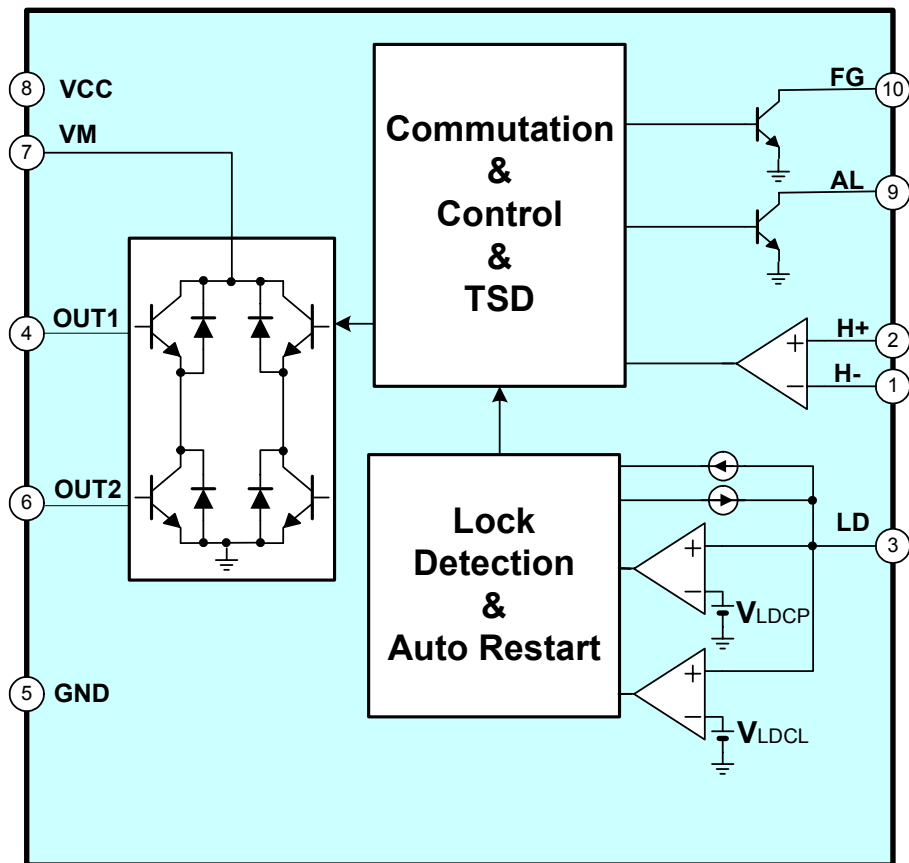 8 VCC
7 VM
4 OUT1
6 OUT2
5 GND
Commutation
&
Control
&
TSD
Lock
Detection
&
Auto Restart
FG 10
AL 9
+ H+ 2
− H- 1
LD 3
+
− VLDCP
+
− VLDCL